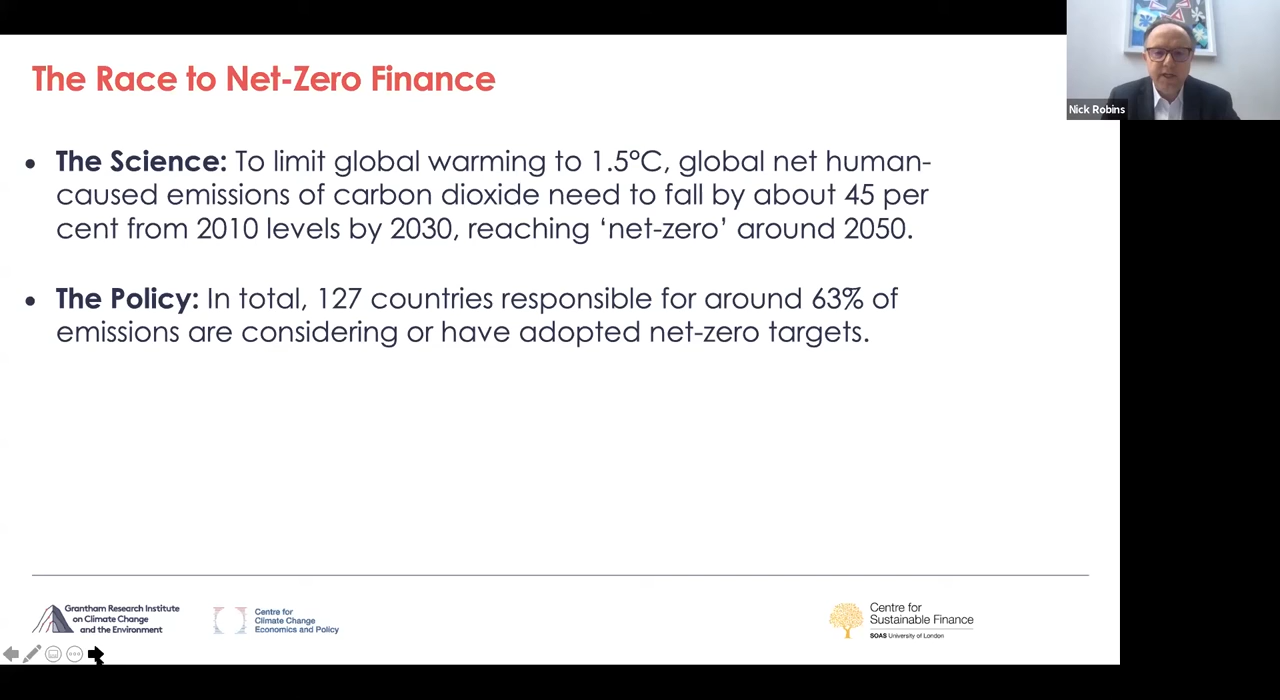 The Race to Net-Zero Finance
Nick Robins
• The Science: To limit global warming to 1.5°C, global net human-
caused emissions of carbon dioxide need to fall by about 45 per
cent from 2010 levels by 2030, reaching ‘net-zero’ around 2050.
• The Policy: In total, 127 countries responsible for around 63% of
emissions are considering or have adopted net-zero targets.
Grantham Research Institute
on Climate Change
and the Environment
Centre for
Climate Change
Economics and Policy
Centre for
Sustainable Finance
SOAS University of London